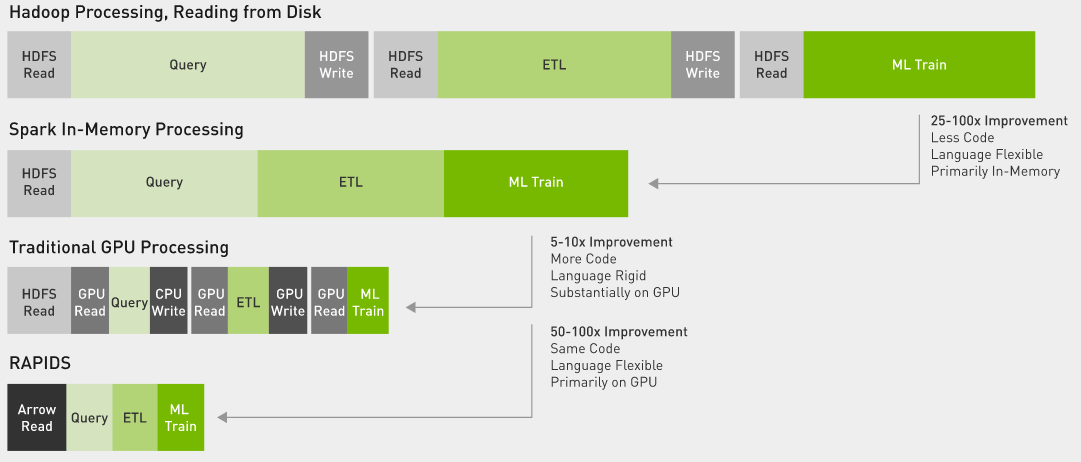 Hadoop Processing, Reading from Disk
HDFS
Read
Query
HDFS
Write
HDFS
Read
ETL
HDFS
Write
HDFS
Read
ML Train
25-100x Improvement
Less Code
Language Flexible
Primarily In-Memory
Spark In-Memory Processing
HDFS
Read
Query
ETL
ML Train
Traditional GPU Processing
5-10x Improvement
More Code
Language Rigid
Substantially on GPU
HDFS
Read
GPU
Read
Query
CPU
Write
GPU
Read
ETL
GPU
Write
GPU
Read
ML
Train
50-100x Improvement
Same Code
Language Flexible
Primarily on GPU
RAPIDS
Arrow
Read
Query
ETL
ML
Train